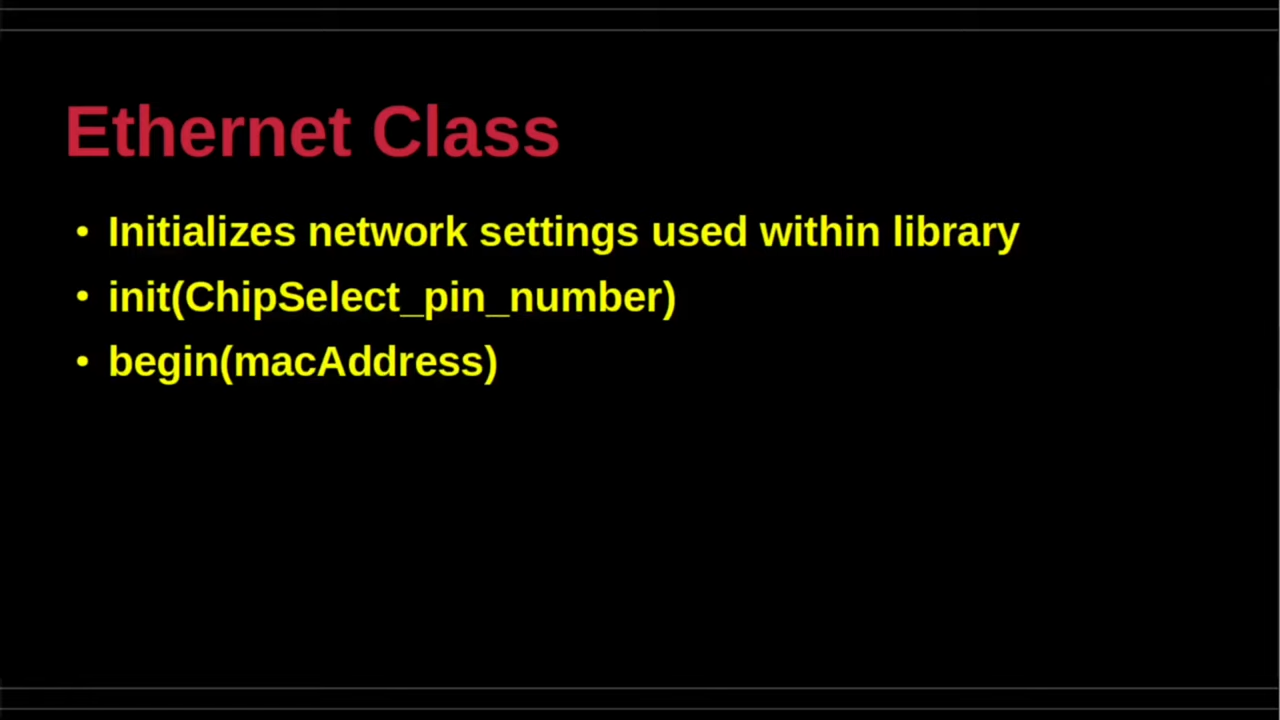 Ethernet Class
• Initializes network settings used within library
• init(ChipSelect_pin_number)
• begin(macAddress)